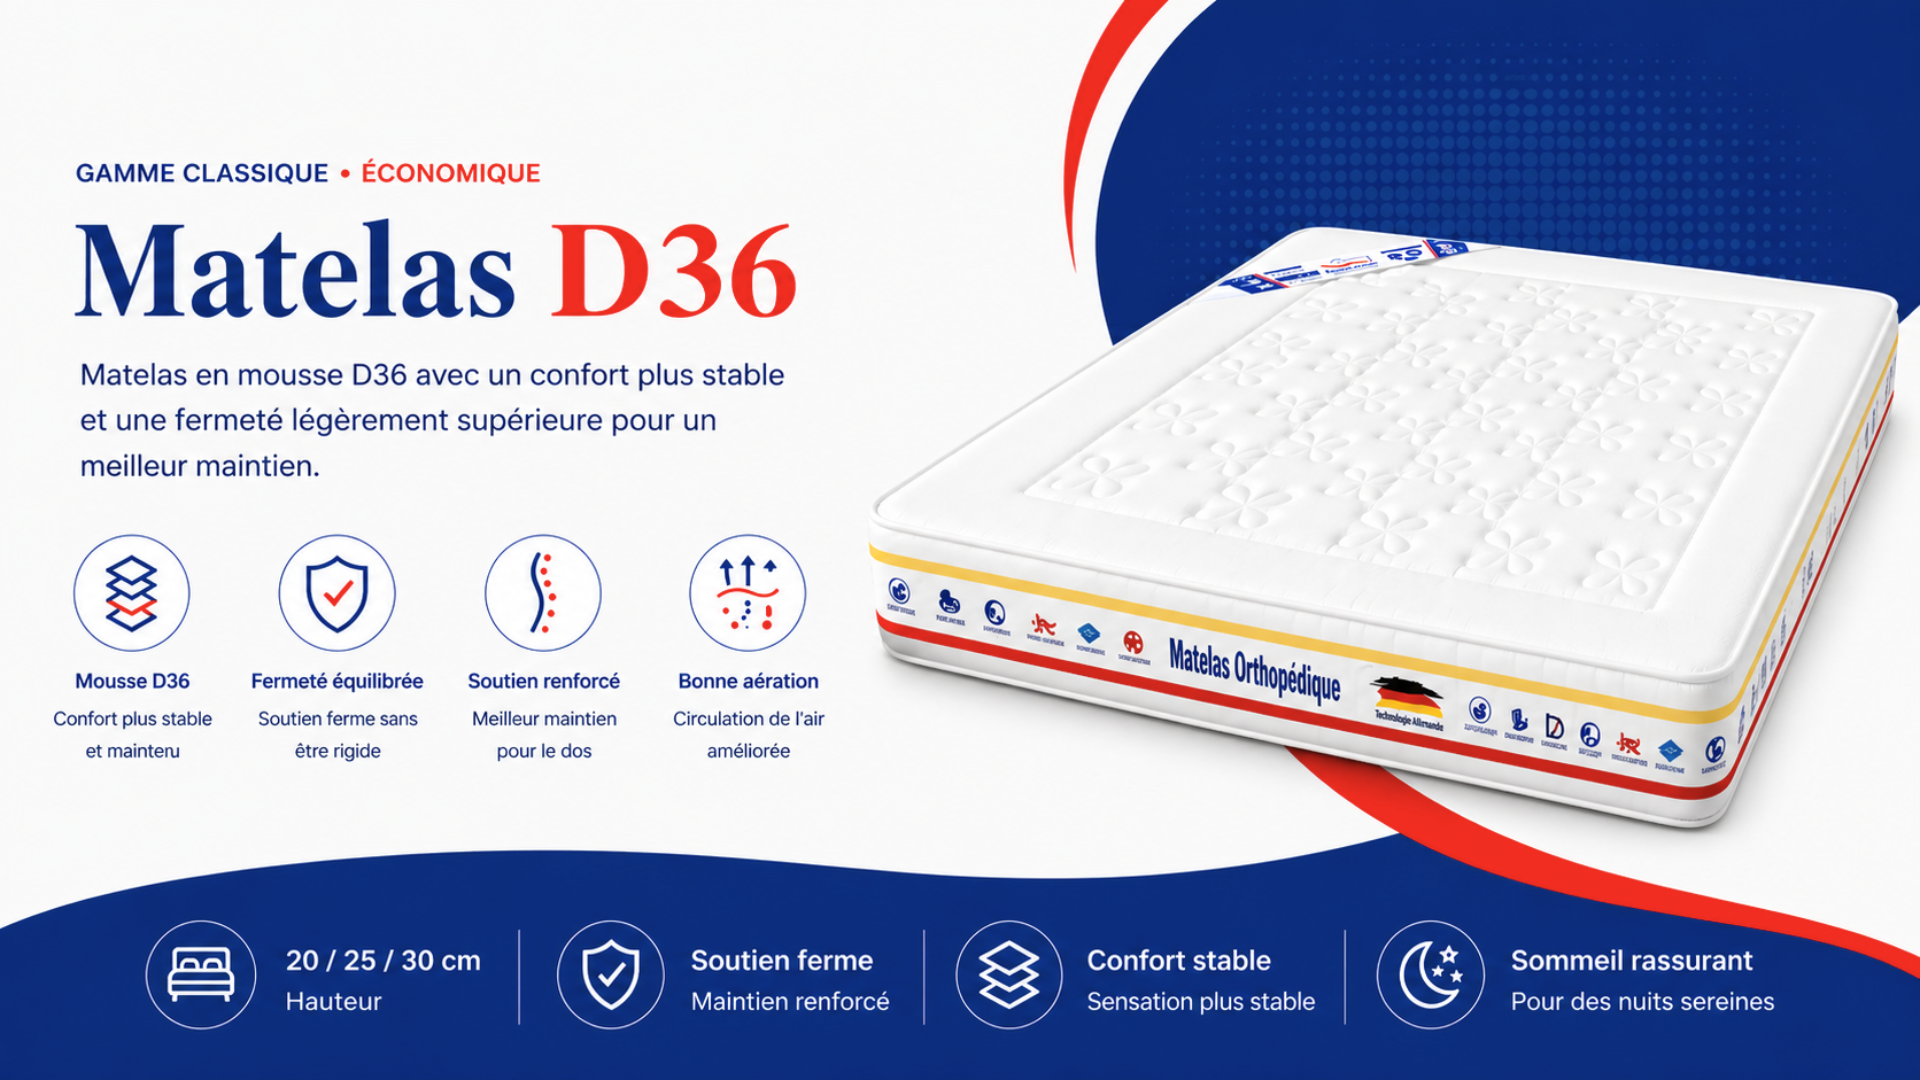 GAMME CLASSIQUE • ÉCONOMIQUE
Matelas D36
Matelas en mousse D36 avec un confort plus stable
et une fermeté légèrement supérieure pour un
meilleur maintien.
Mousse D36
Confort plus stable
et mainteru
Fermeté équilibrée
Soutien ferme sans
être rigide
Soutien renforcé
Meilleur maintien
pour le dos
Bonne aération
Circulation de l'air
améliorée
Matelas Orthopédique
Technologie Allemande
20 / 25 / 30 cm
Hauteur
Soutien ferme
Maintien renforcé
Confort stable
Sensation plus stable
Sommeil rassurant
Pour des nuits sereines